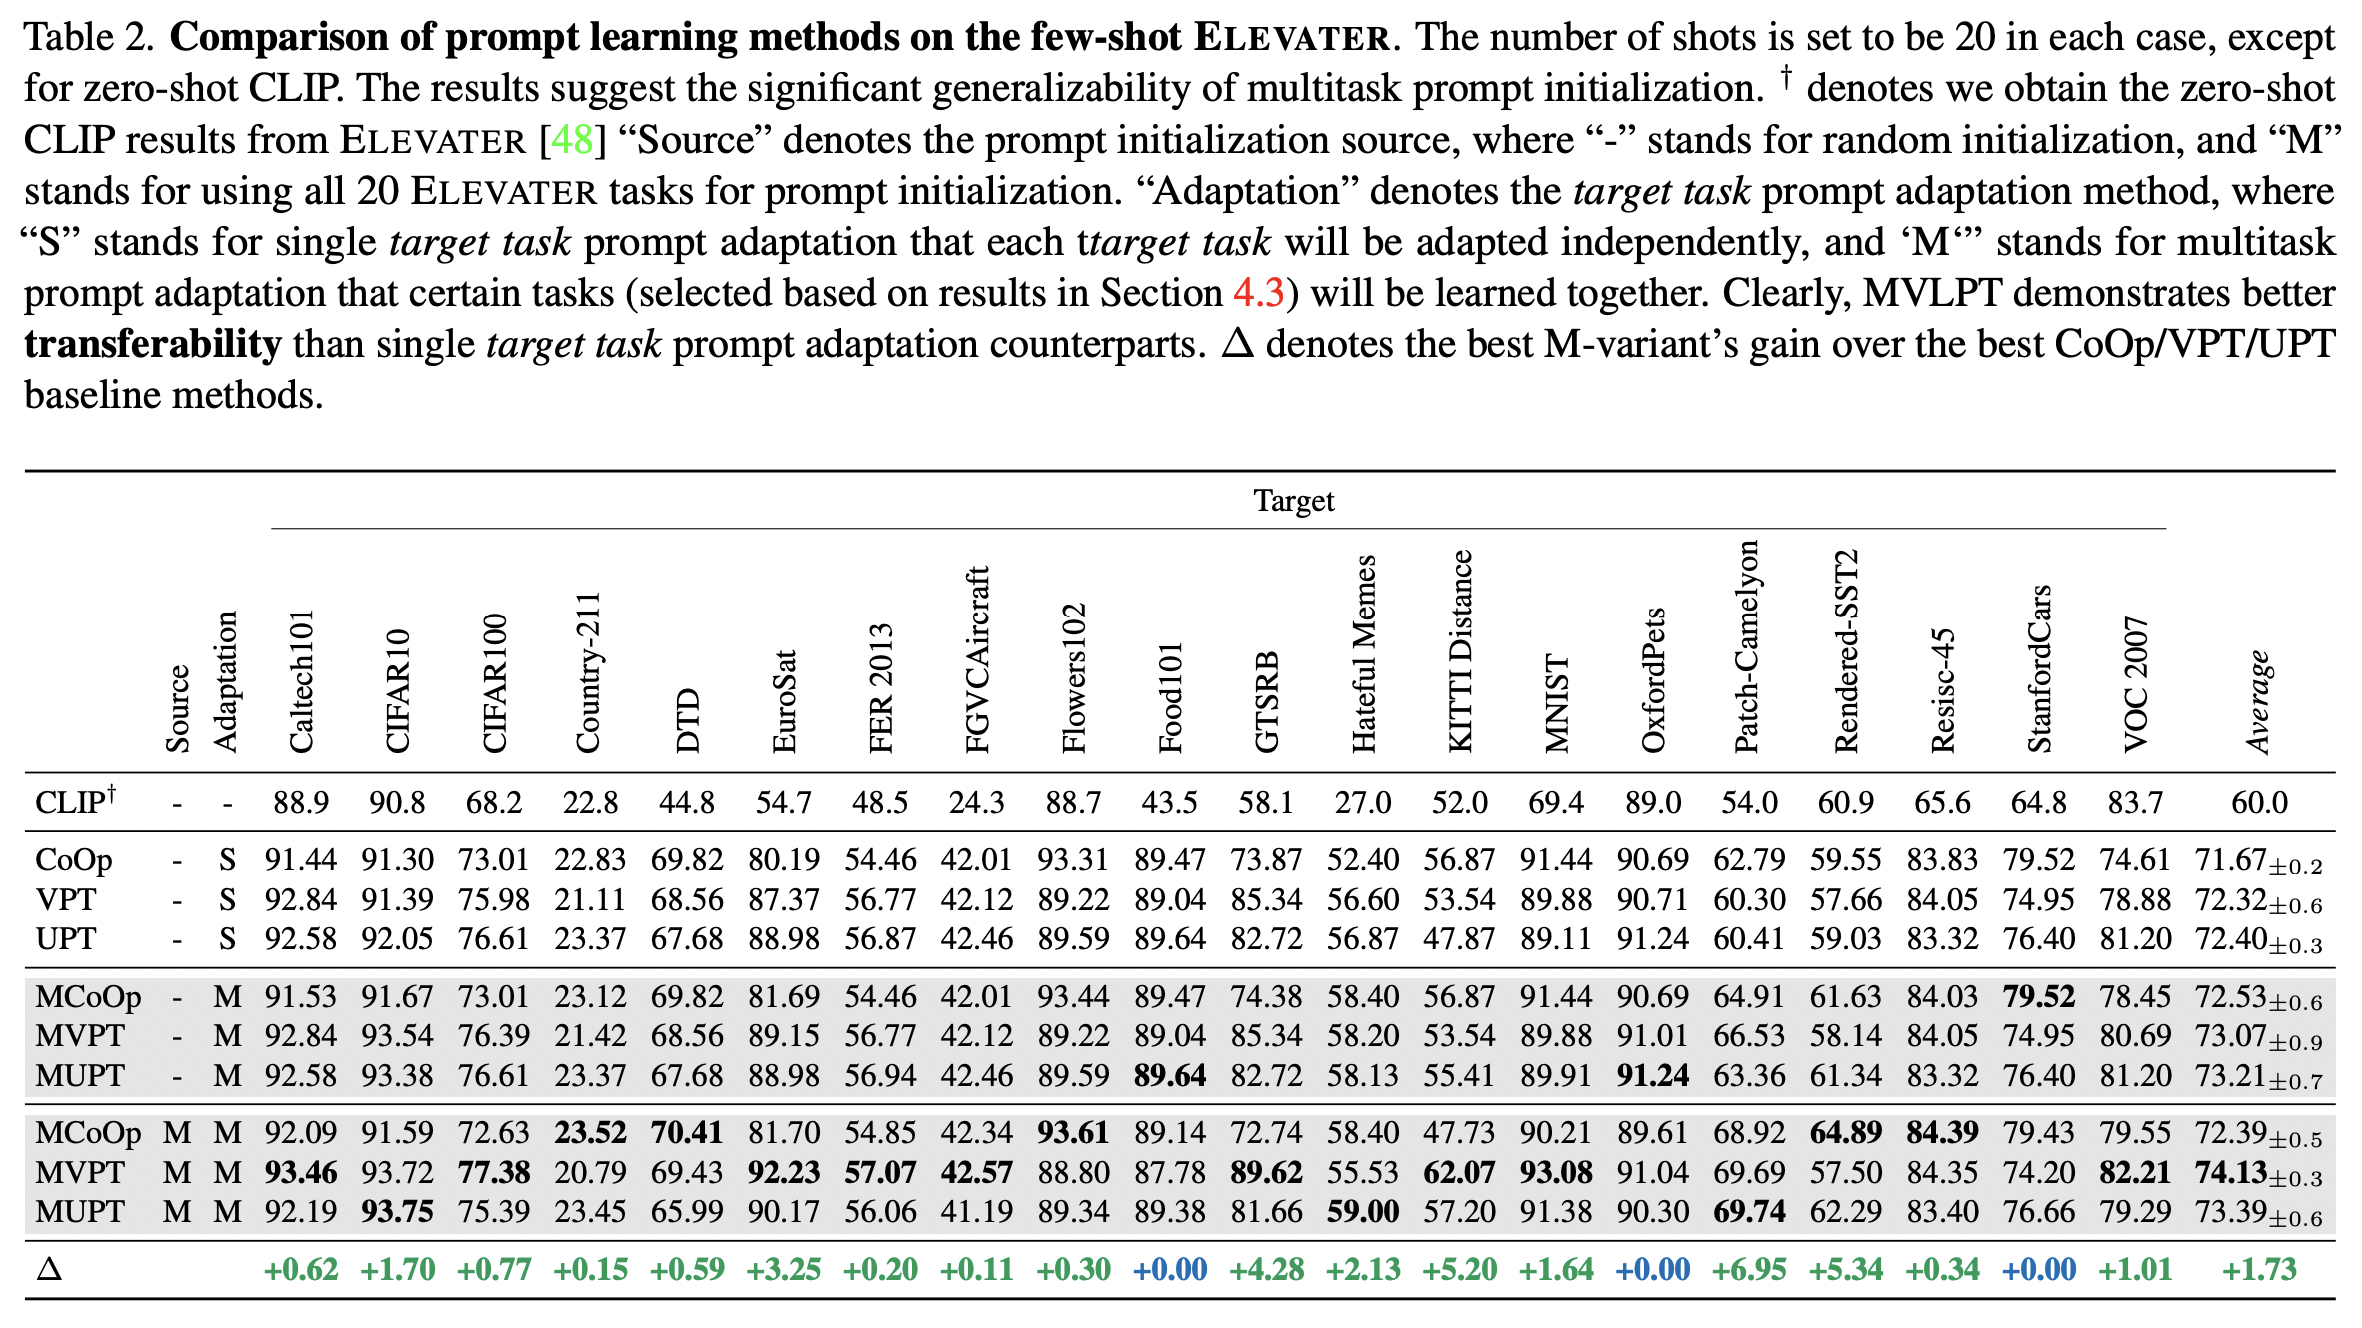 Table 2. Comparison of prompt learning methods on the few-shot ELEVATER. The number of shots is set to be 20 in each case, except
for zero-shot CLIP. The results suggest the significant generalizability of multitask prompt initialization. † denotes we obtain the zero-shot
CLIP results from ELEVATER [48] “Source” denotes the prompt initialization source, where “-” stands for random initialization, and “M”
stands for using all 20 ELEVATER tasks for prompt initialization. “Adaptation” denotes the target task prompt adaptation method, where
“S” stands for single target task prompt adaptation that each ttarget task will be adapted independently, and ‘M‘” stands for multitask
prompt adaptation that certain tasks (selected based on results in Section 4.3) will be learned together. Clearly, MVLPT demonstrates better
transferability than single target task prompt adaptation counterparts. Δ denotes the best M-variant’s gain over the best CoOp/VPT/UPT
baseline methods.
Target
Source Adaptation Caltech101 CIFAR10 CIFAR100 Country-211 DTD EuroSat FER 2013 FGVCAircraft Flowers102 Food101 GTSRB Hateful Memes KITTI Distance MNIST OxfordPets Patch-Camelyon Rendered-SST2 Resisc-45 StanfordCars VOC 2007 Average
CLIP† - - 88.9 90.8 68.2 22.8 44.8 54.7 48.5 24.3 88.7 43.5 58.1 27.0 52.0 69.4 89.0 54.0 60.9 65.6 64.8 83.7 60.0
CoOp - S 91.44 91.30 73.01 22.83 69.82 80.19 54.46 42.01 93.31 89.47 73.87 52.40 56.87 91.44 90.69 62.79 59.55 83.83 79.52 74.61 71.67±0.2
VPT - S 92.84 91.39 75.98 21.11 68.56 87.37 56.77 42.12 89.22 89.04 85.34 56.60 53.54 89.88 90.71 60.30 57.66 84.05 74.95 78.88 72.32±0.6
UPT - S 92.58 92.05 76.61 23.37 67.68 88.98 56.87 42.46 89.59 89.64 82.72 56.87 47.87 89.11 91.24 60.41 59.03 83.32 76.40 81.20 72.40±0.3
MCoOp - M 91.53 91.67 73.01 23.12 69.82 81.69 54.46 42.01 93.44 89.47 74.38 58.40 56.87 91.44 90.69 64.91 61.63 84.03 79.52 78.45 72.53±0.6
MVPT - M 92.84 93.54 76.39 21.42 68.56 89.15 56.77 42.12 89.22 89.04 85.34 58.20 53.54 89.88 91.01 66.53 58.14 84.05 74.95 80.69 73.07±0.9
MUPT - M 92.58 93.38 76.61 23.37 67.68 88.98 56.94 42.46 89.59 89.64 82.72 58.13 55.41 89.91 91.24 63.36 61.34 83.32 76.40 81.20 73.21±0.7
MCoOp M M 92.09 91.59 72.63 23.52 70.41 81.70 54.85 42.34 93.61 89.14 72.74 58.40 47.73 90.21 89.61 68.92 64.89 84.39 79.43 79.55 72.39±0.5
MVPT M M 93.46 93.72 77.38 20.79 69.43 92.23 57.07 42.57 88.80 87.78 89.62 55.53 62.07 93.08 91.04 69.69 57.50 84.35 74.20 82.21 74.13±0.3
MUPT M M 92.19 93.75 75.39 23.45 65.99 90.17 56.06 41.19 89.34 89.38 81.66 59.00 57.20 91.38 90.30 69.74 62.29 83.40 76.66 79.29 73.39±0.6
Δ +0.62 +1.70 +0.77 +0.15 +0.59 +3.25 +0.20 +0.11 +0.30 +0.00 +4.28 +2.13 +5.20 +1.64 +0.00 +6.95 +5.34 +0.34 +0.00 +1.01 +1.73